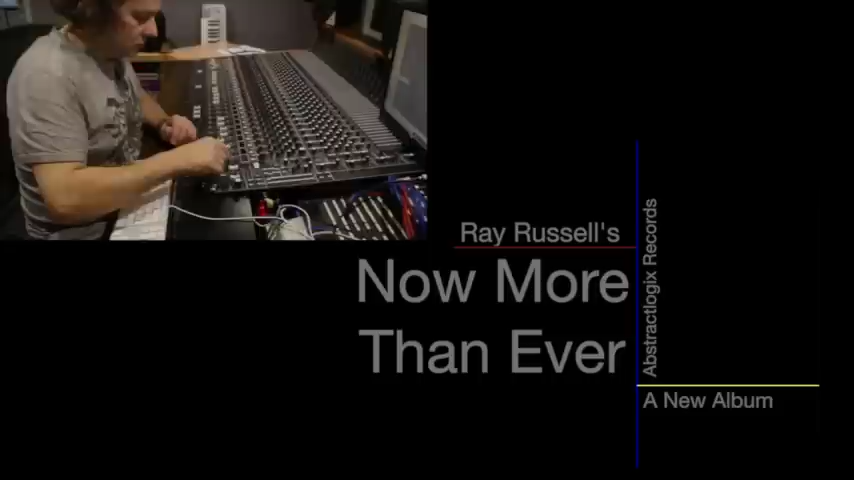 Ray Russell's
Now More
Than Ever
Abstractlogix Records
A New Album